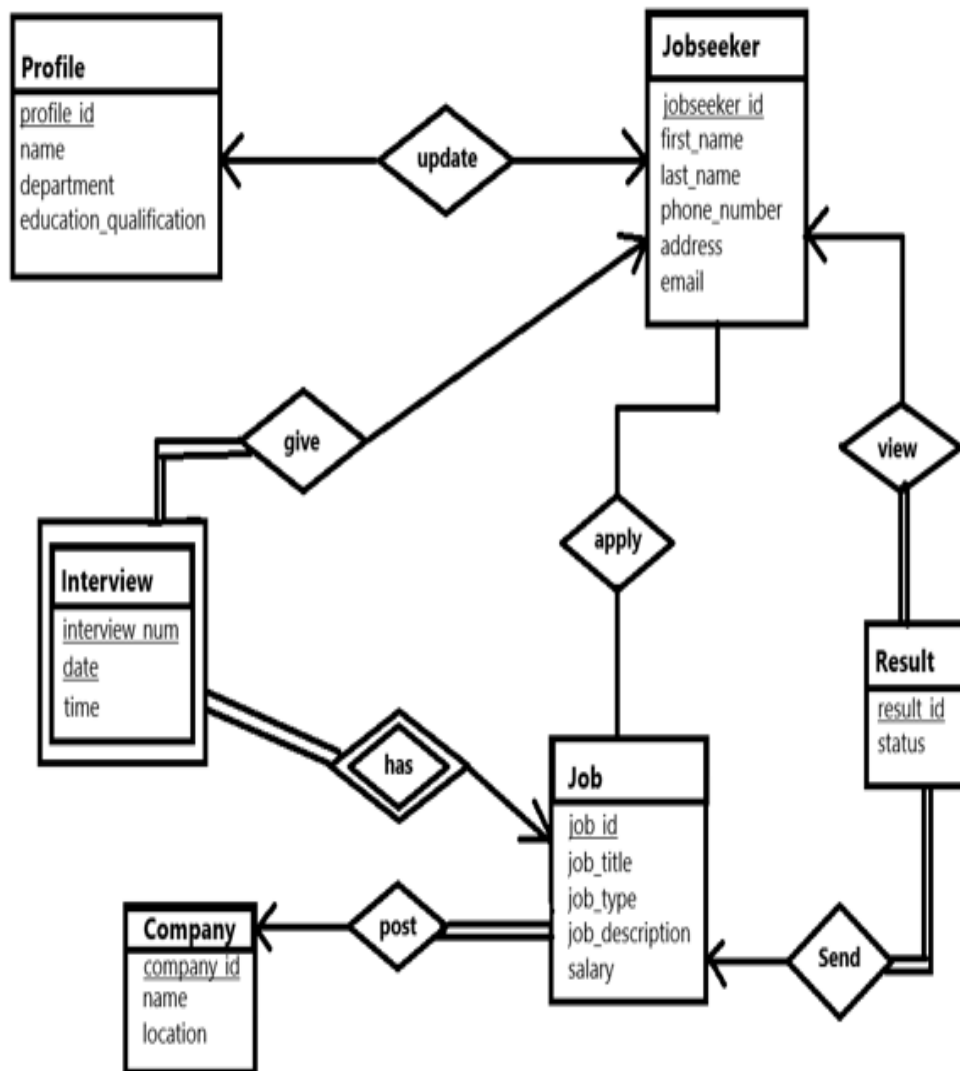 Profile
profile_id
name
department
education_qualification
update
Jobseeker
jobseeker_id
first_name
last_name
phone_number
address
email
give
view
apply
Interview
interview_num
date
time
Result
result_id
status
has
Job
job_id
job_title
job_type
job_description
salary
post
Company
company_id
name
location
Send